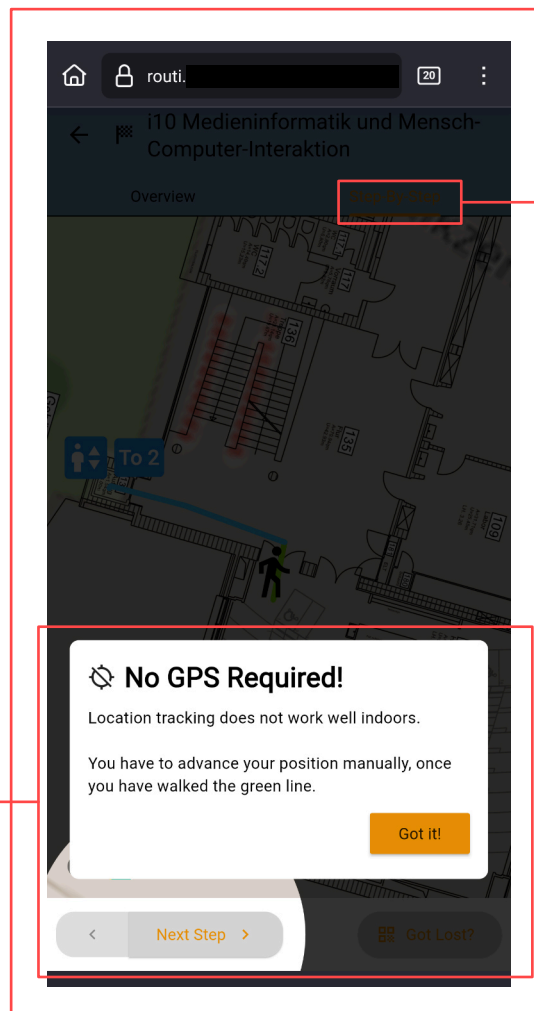 routi.
20
i10 Medieninformatik und Mensch-
Computer-Interaktion
Overview
117.2
117
136
135
To 2
109
No GPS Required!
Location tracking does not work well indoors.
You have to advance your position manually, once
you have walked the green line.
Got it!
Next Step
Got Lost?